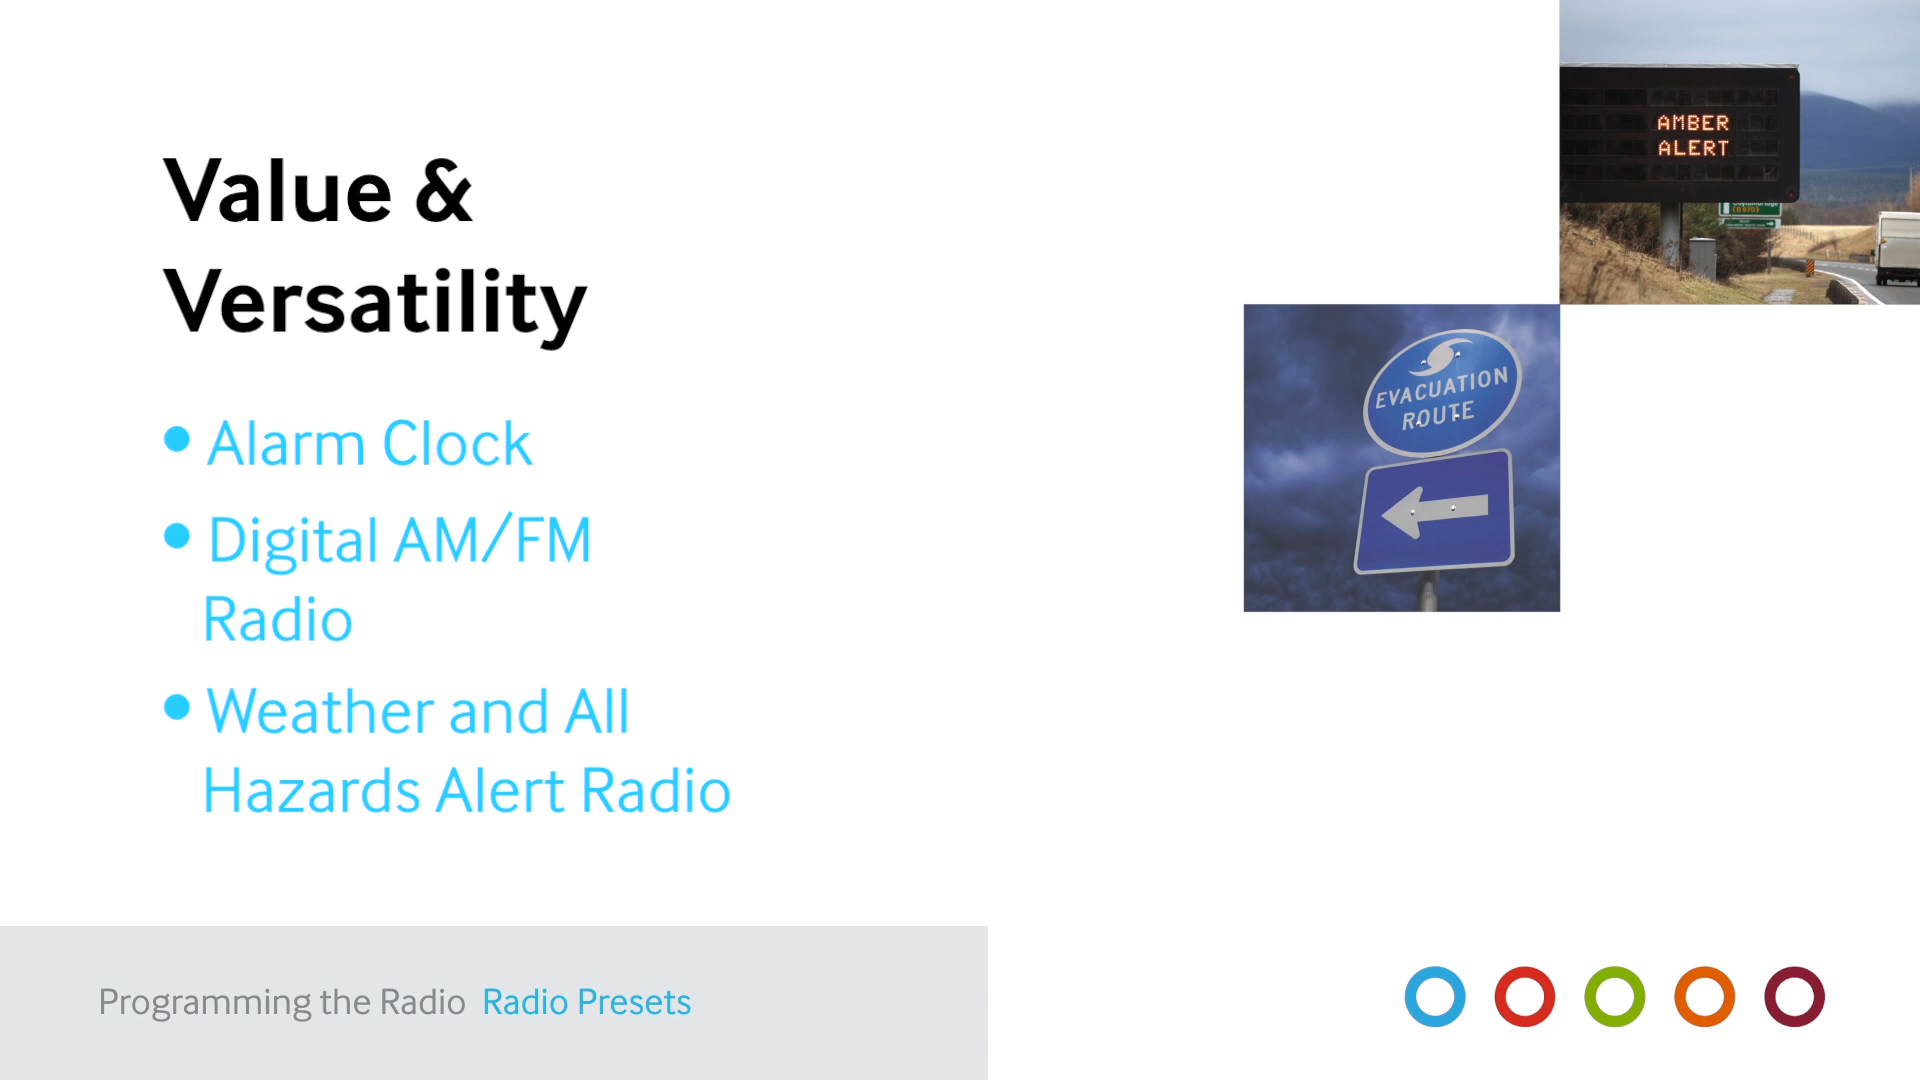 Value &
Versatility
• Alarm Clock
• Digital AM/FM
Radio
• Weather and All
Hazards Alert Radio
AMBER
ALERT
(B 970)
EVACUATION
ROUTE
Programming the Radio Radio Presets